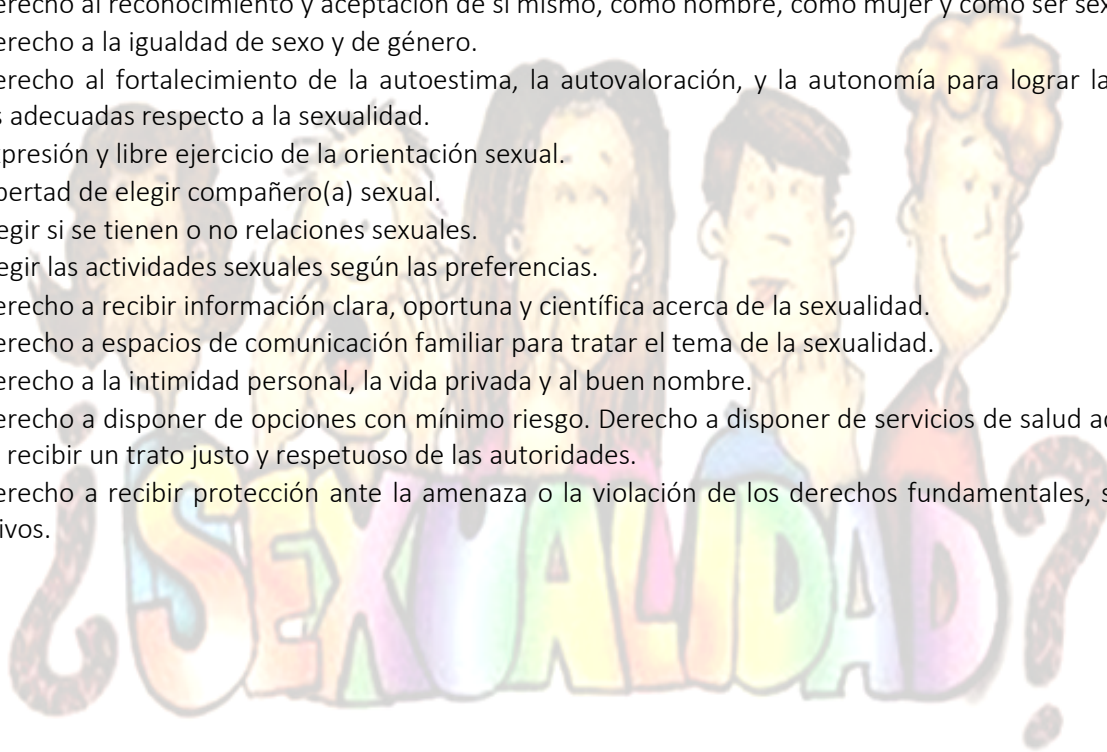 erecho al reconocimiento y aceptación de sí mismo, como hombre, como mujer y como ser sex
erecho a la igualdad de sexo y de género.
erecho al fortalecimiento de la autoestima, la autovaloración, y la autonomía para lograr la
s adecuadas respecto a la sexualidad.
presión y libre ejercicio de la orientación sexual.
bertad de elegir compañero(a) sexual.
egir si se tienen o no relaciones sexuales.
egir las actividades sexuales según las preferencias.
erecho a recibir información clara, oportuna y científica acerca de la sexualidad.
erecho a espacios de comunicación familiar para tratar el tema de la sexualidad.
erecho a la intimidad personal, la vida privada y al buen nombre.
erecho a disponer de opciones con mínimo riesgo. Derecho a disponer de servicios de salud ad
recibir un trato justo y respetuoso de las autoridades.
erecho a recibir protección ante la amenaza o la violación de los derechos fundamentales, s
ivos.
¿SEXUALIDAD?